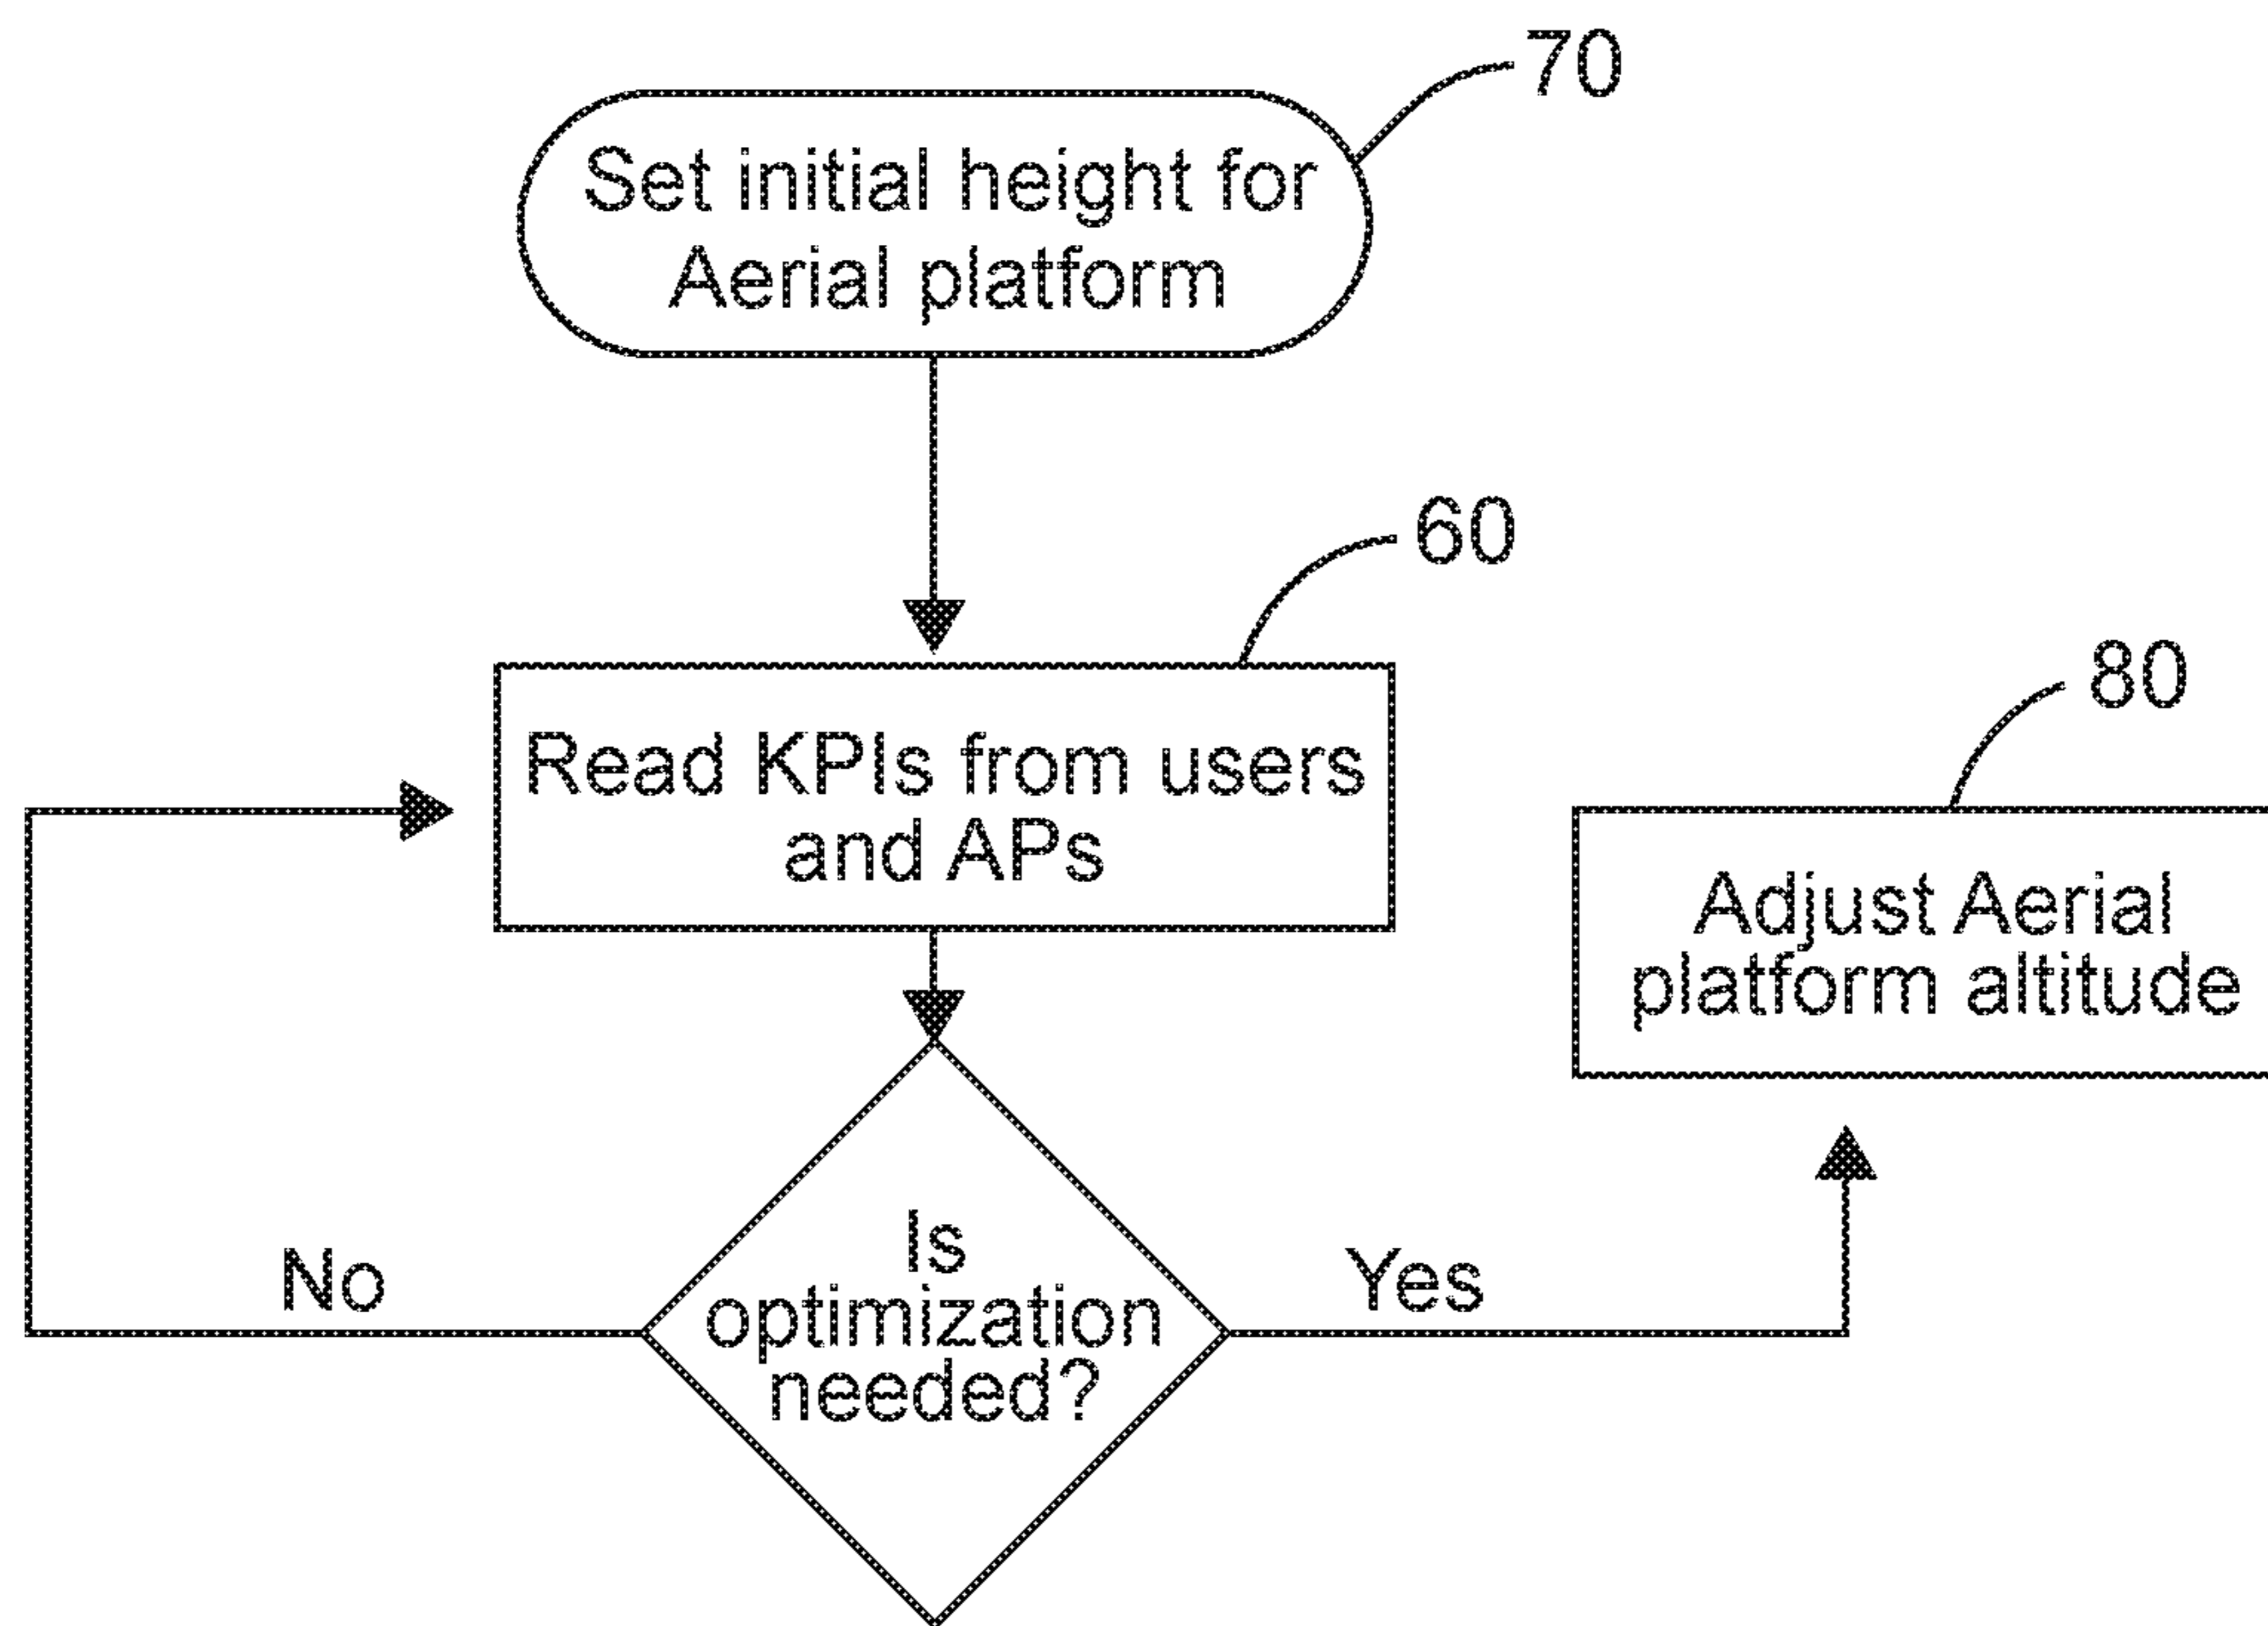 70
Set initial height for
Aerial platform
60
Read KPIs from users
and APs
80
Adjust Aerial
platform altitude
Is
optimization
needed?
No
Yes